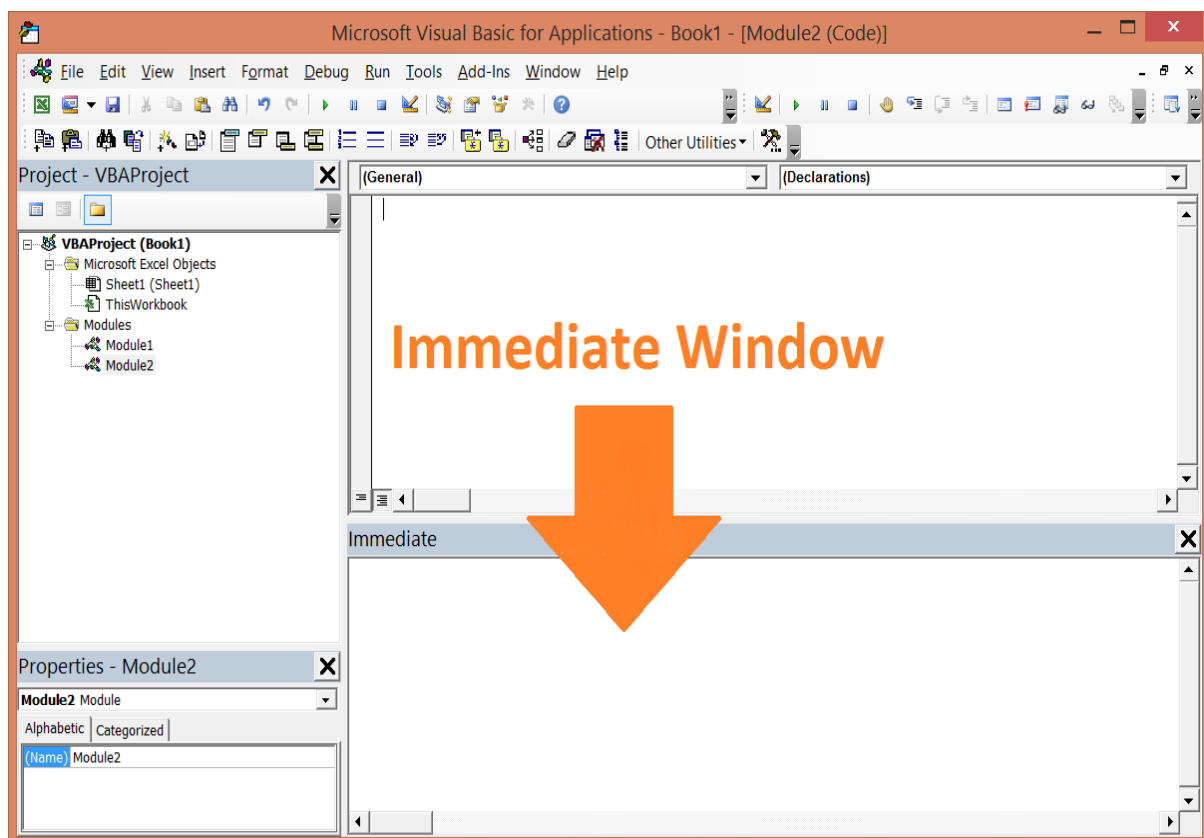 Microsoft Visual Basic for Applications - Book1 - [Module2 (Code)]
File Edit View Insert Format Debug Run Tools Add-Ins Window Help
Other Utilities
Project - VBAProject
(General) (Declarations)
VBAProject (Book1)
Microsoft Excel Objects
Sheet1 (Sheet1)
ThisWorkbook
Modules
Module1
Module2
Immediate Window
Immediate
Properties - Module2
Module2 Module
Alphabetic Categorized
(Name) Module2